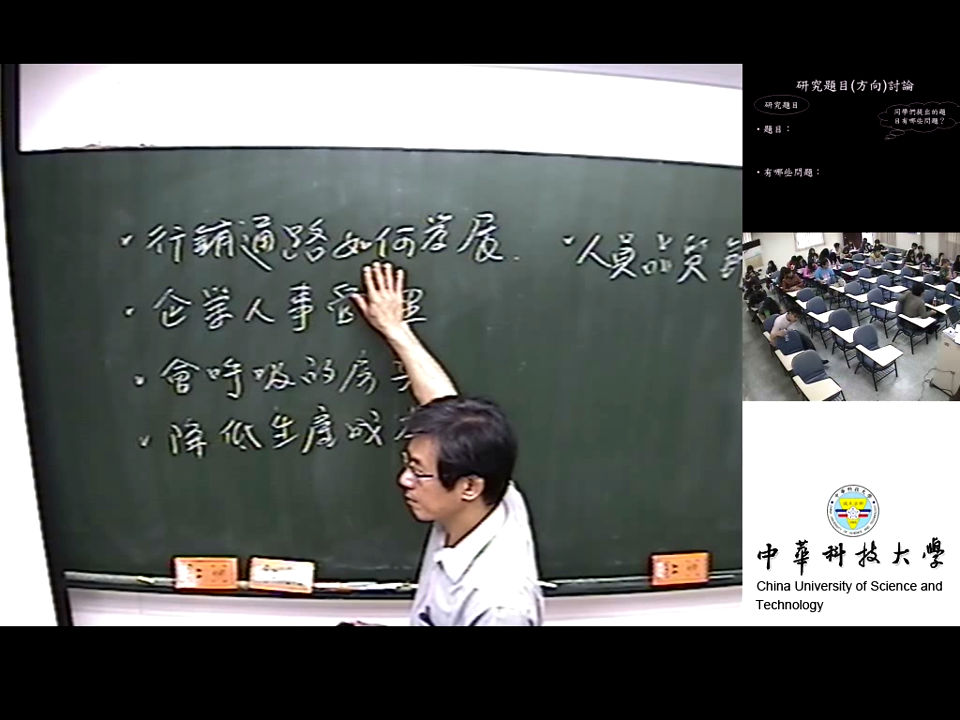 • 行銷通路如何發展.
• 人員品質
• 企業人事管理
• 會呼吸的房
• 降低生產成
研究題目(方向)討論
研究題目
同學們提出的題
目有哪些問題？
• 題目：
• 有哪些問題：
中華科技大學
China University of Science and
Technology